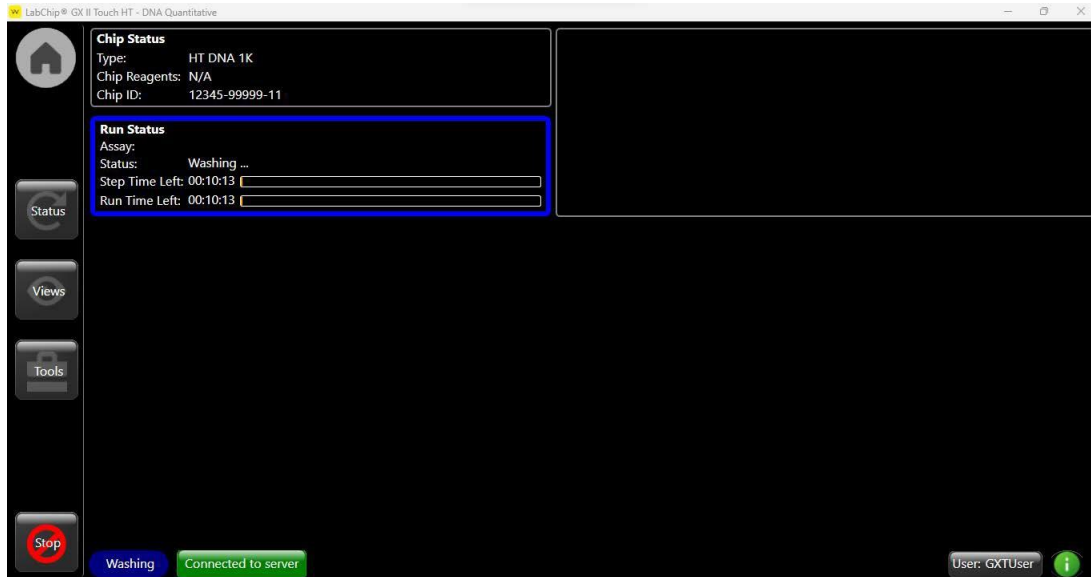 LabChip® GX II Touch HT - DNA Quantitative
Chip Status
Type: HT DNA 1K
Chip Reagents: N/A
Chip ID: 12345-99999-11
Run Status
Assay:
Status: Washing ...
Step Time Left: 00:10:13
Run Time Left: 00:10:13
Status
Views
Tools
Stop
Washing
Connected to server
User: GXTUser
i